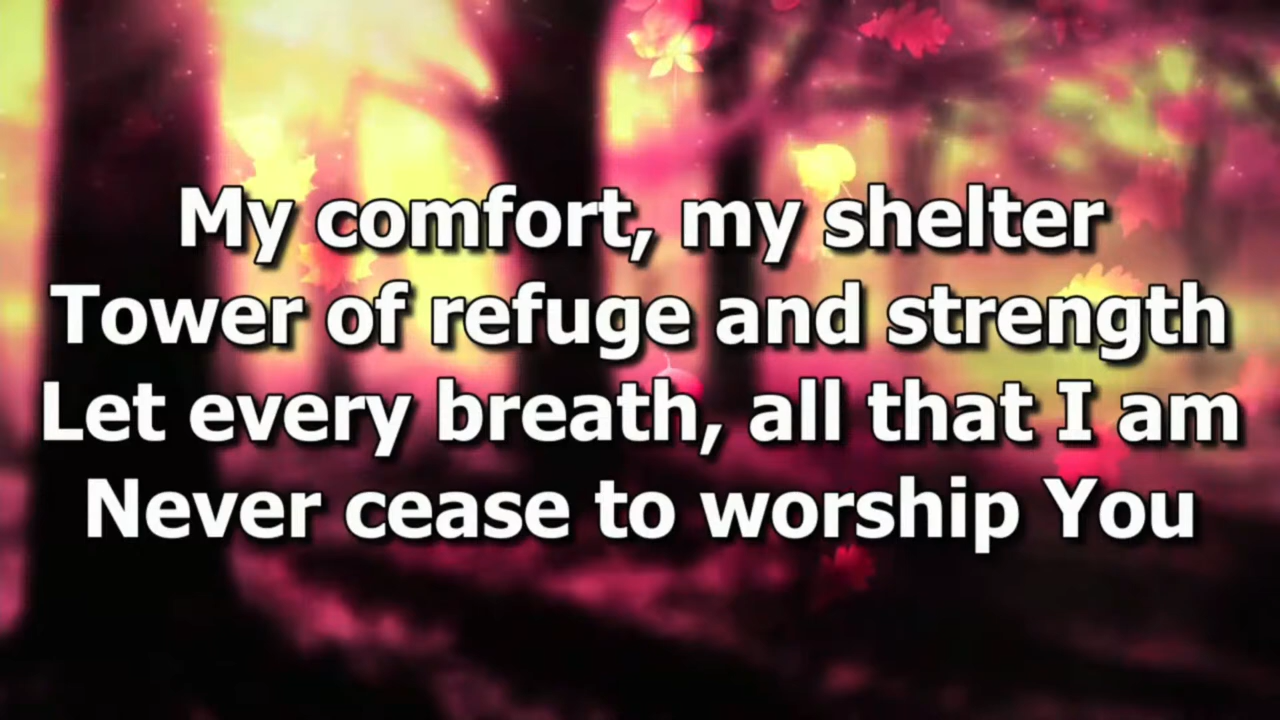 My comfort, my shelter
Tower of refuge and strength
Let every breath, all that I am
Never cease to worship You